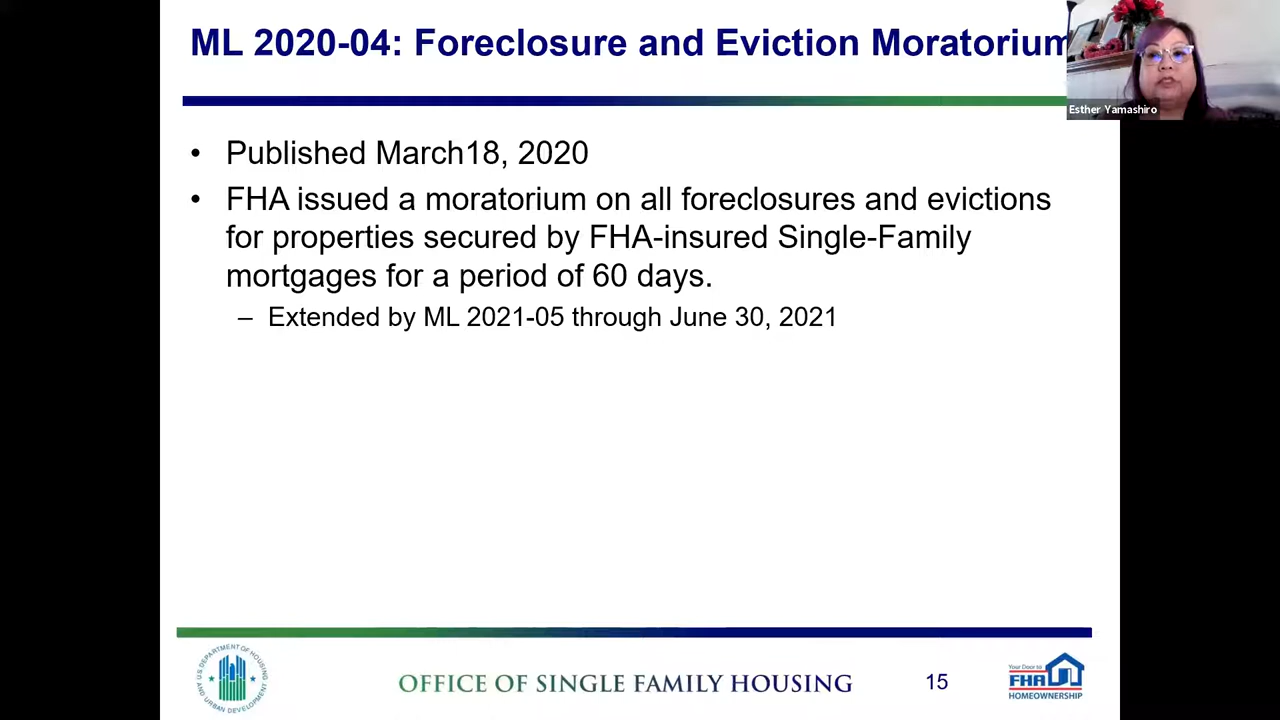 ML 2020-04: Foreclosure and Eviction Moratorium
Esther Yamashiro
• Published March18, 2020
• FHA issued a moratorium on all foreclosures and evictions
for properties secured by FHA-insured Single-Family
mortgages for a period of 60 days.
– Extended by ML 2021-05 through June 30, 2021
U.S. DEPARTMENT OF HOUSING
AND URBAN DEVELOPMENT
OFFICE OF SINGLE FAMILY HOUSING
15
Your Door to
FHA
HOMEOWNERSHIP